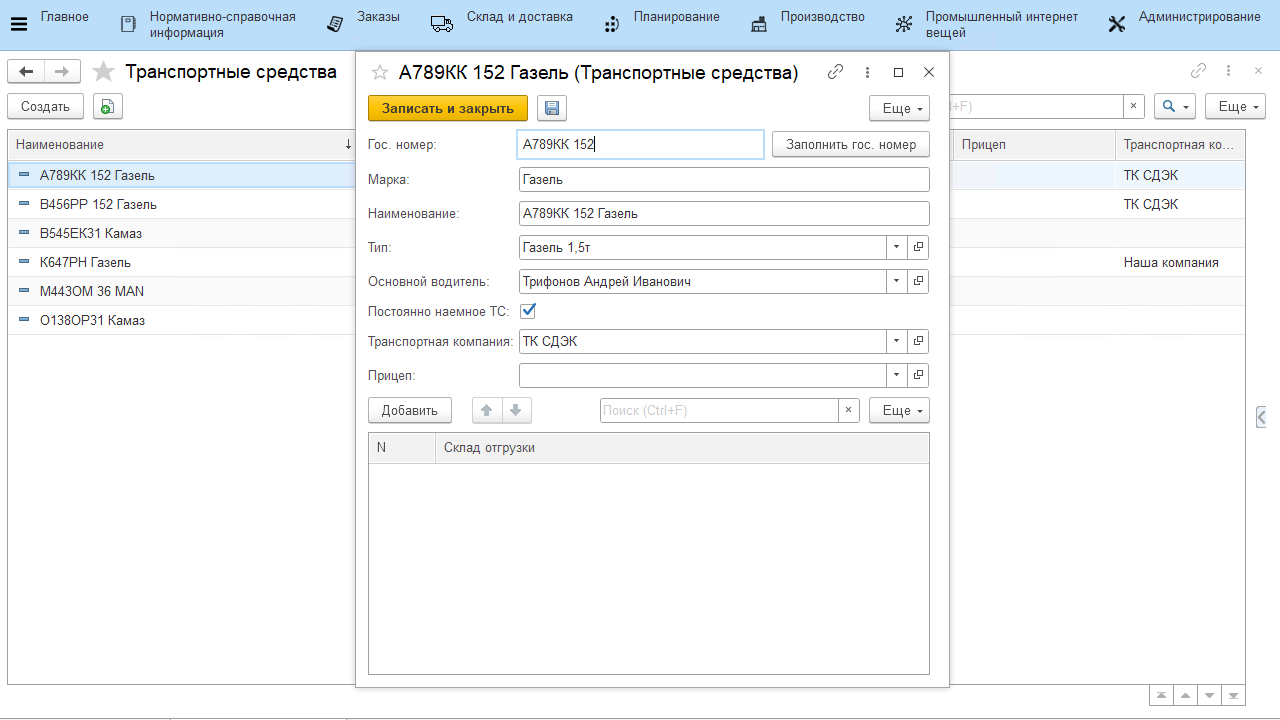 Главное
Нормативно-справочная
информация
Заказы
Склад и доставка
Планирование
Производство
Промышленный интернет
вещей
Администрирование
Транспортные средства
Создать
l+F)
×
Еще
Наименование
Прицеп
Транспортная ко...
А789КК 152 Газель
ТК СДЭК
В456РР 152 Газель
ТК СДЭК
В545ЕК31 Камаз
К647РН Газель
Наша компания
М443ОМ 36 MAN
О138ОР31 Камаз
А789КК 152 Газель (Транспортные средства)
Записать и закрыть
Еще
Гос. номер:
А789КК 152
Заполнить гос. номер
Марка:
Газель
Наименование:
А789КК 152 Газель
Тип:
Газель 1,5т
Основной водитель:
Трифонов Андрей Иванович
Постоянно наемное ТС:
Транспортная компания:
ТК СДЭК
Прицеп:
Добавить
Поиск (Ctrl+F)
×
Еще
N
Склад отгрузки